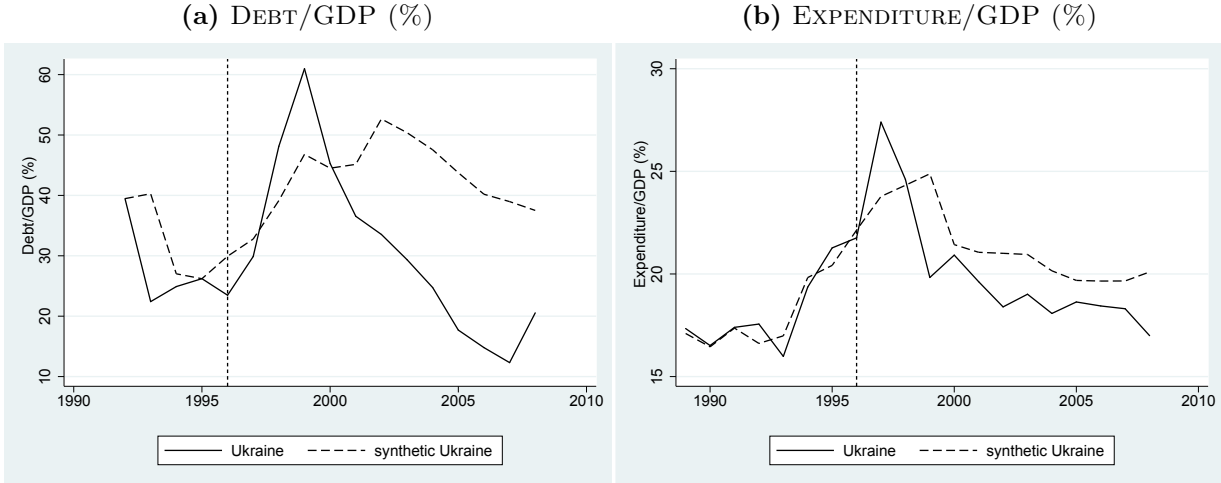 (a) DEBT/GDP (%)
Debt/GDP (%)
60
50
40
30
20
10
1990 1995 2000 2005 2010
Ukraine synthetic Ukraine
(b) EXPENDITURE/GDP (%)
Expenditure/GDP (%)
30
25
20
15
1990 1995 2000 2005 2010
Ukraine synthetic Ukraine